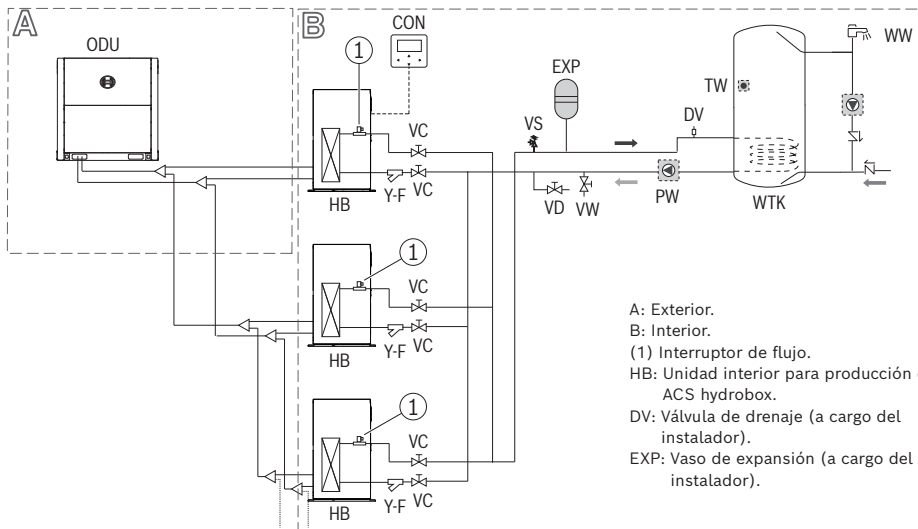 A
B
ODU
CON
1
EXP
WW
TW
VS
DV
VC
VC
Y-F
HB
VD
VW
PW
WTK
1
VC
VC
Y-F
HB
1
VC
VC
Y-F
HB
A: Exterior.
B: Interior.
(1) Interruptor de flujo.
HB: Unidad interior para producción
ACS hydrobox.
DV: Válvula de drenaje (a cargo del
instalador).
EXP: Vaso de expansión (a cargo del
instalador).